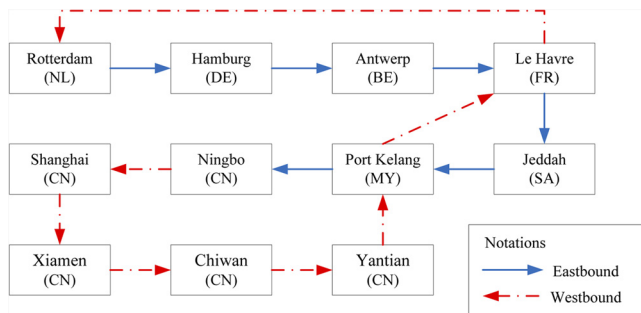 Rotterdam
(NL)
Hamburg
(DE)
Antwerp
(BE)
Le Havre
(FR)
Shanghai
(CN)
Ningbo
(CN)
Port Kelang
(MY)
Jeddah
(SA)
Xiamen
(CN)
Chiwan
(CN)
Yantian
(CN)
Notations
Eastbound
Westbound